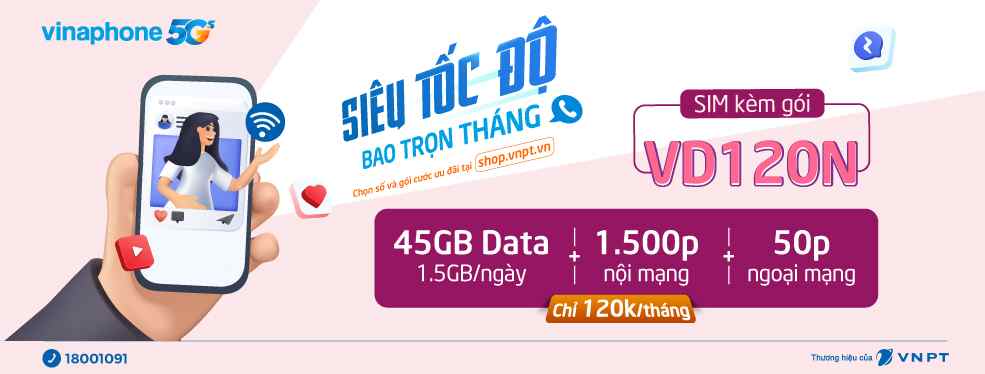 vinaphone 5Gs
SIÊU TỐC ĐỘ
BAO TRỌN THÁNG
Chọn số và gói cước ưu đãi tại shop.vnpt.vn
SIM kèm gói
VD120N
45GB Data + 1.500p + 50p
1.5GB/ngày nội mạng ngoại mạng
Chỉ 120k/tháng
18001091
Thương hiệu của VNPT